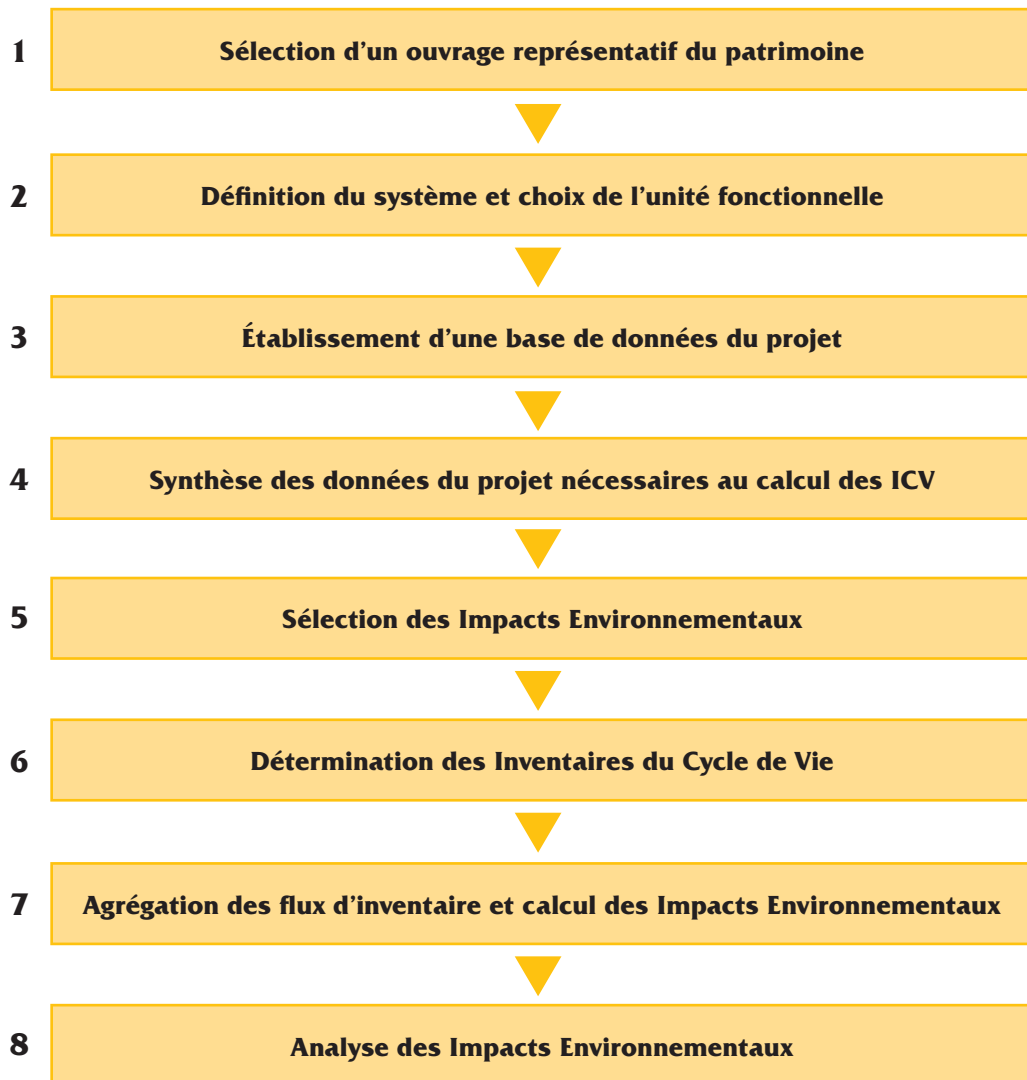 1 Sélection d'un ouvrage représentatif du patrimoine
2 Définition du système et choix de l'unité fonctionnelle
3 Établissement d'une base de données du projet
4 Synthèse des données du projet nécessaires au calcul des ICV
5 Sélection des Impacts Environnementaux
6 Détermination des Inventaires du Cycle de Vie
7 Agrégation des flux d'inventaire et calcul des Impacts Environnementaux
8 Analyse des Impacts Environnementaux